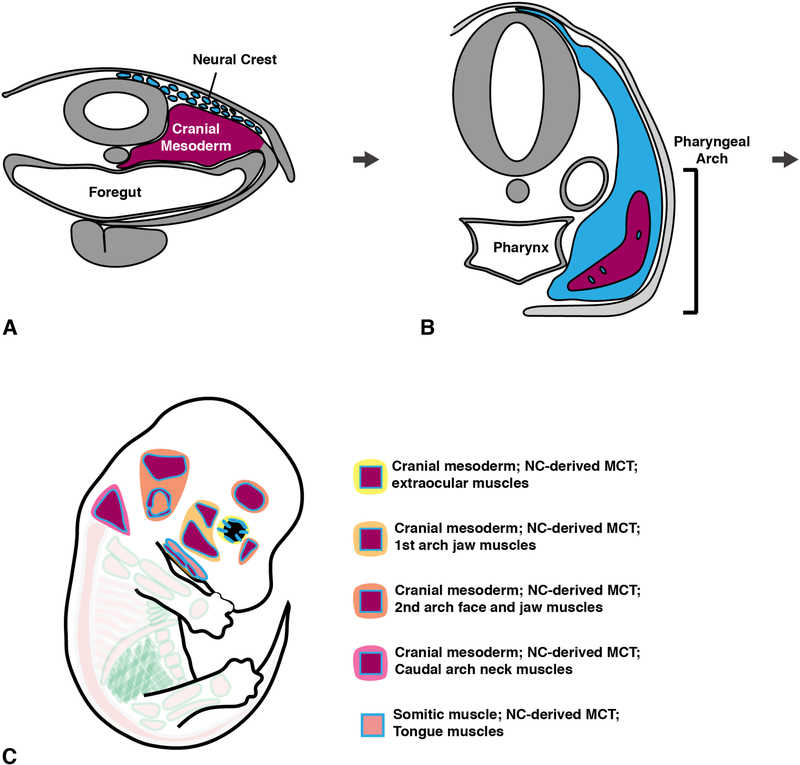 Neural Crest
Cranial
Mesoderm
Foregut
A
Pharyngeal
Arch
Pharynx
B
Cranial mesoderm; NC-derived MCT;
extraocular muscles
Cranial mesoderm; NC-derived MCT;
1st arch jaw muscles
Cranial mesoderm; NC-derived MCT;
2nd arch face and jaw muscles
Cranial mesoderm; NC-derived MCT;
Caudal arch neck muscles
Somitic muscle; NC-derived MCT;
Tongue muscles
C